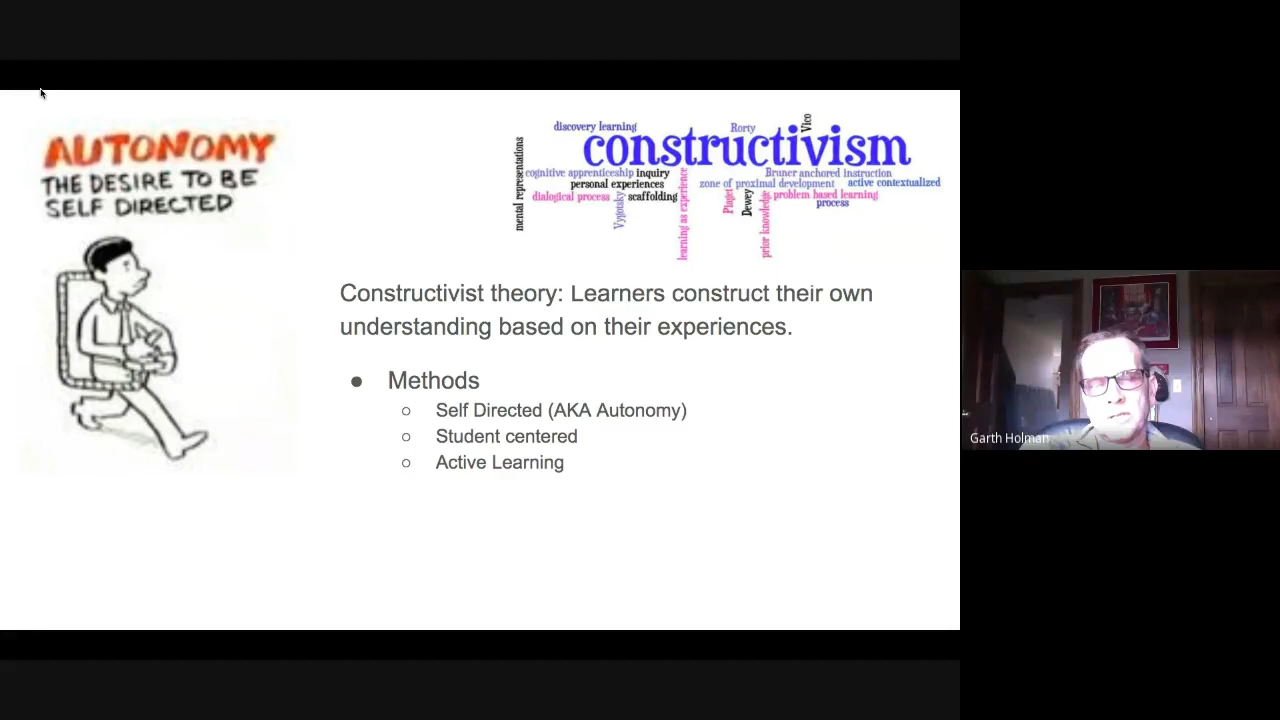 AUTONOMY
THE DESIRE TO BE
SELF DIRECTED
discovery learning
Rorty
Vico
constructivism
mental representations
cognitive apprenticeship
inquiry
Bruner
anchored instruction
personal experiences
zone of proximal development
active
contextualized
dialogical process
scaffolding
Vygotsky
learning as experience
Piaget
Dewey
prior knowledge
problem based learning
process
Constructivist theory: Learners construct their own
understanding based on their experiences.
● Methods
○ Self Directed (AKA Autonomy)
○ Student centered
○ Active Learning
Garth Holman